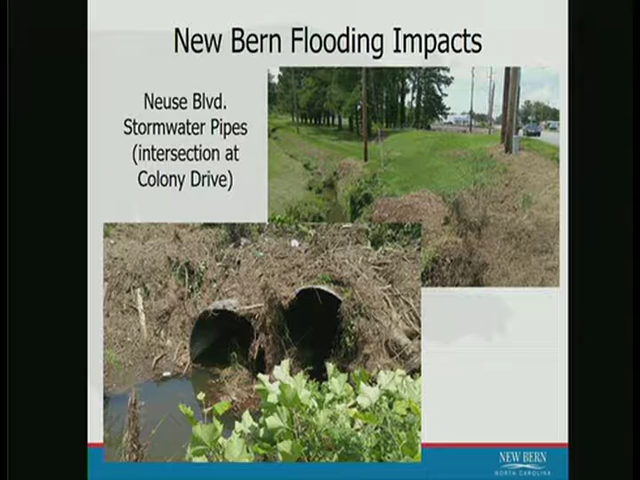 New Bern Flooding Impacts
Neuse Blvd.
Stormwater Pipes
(intersection at
Colony Drive)
NEW BERN
NORTH CAROLINA